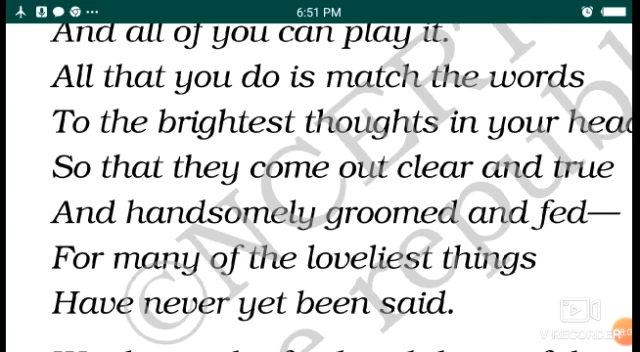 6:51 PM
And all of you can play it.
All that you do is match the words
To the brightest thoughts in your head
So that they come out clear and true
And handsomely groomed and fed—
For many of the loveliest things
Have never yet been said.
©NCERT
republ
V RECORDER